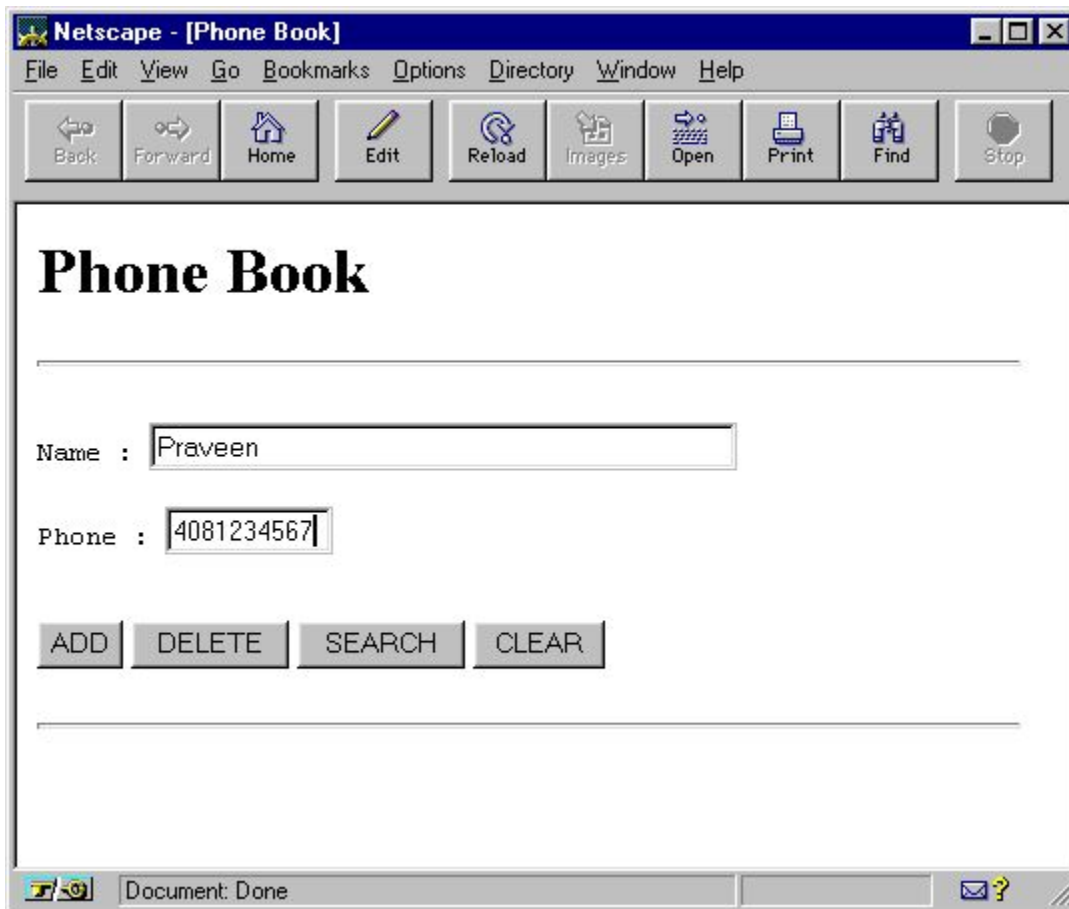 Netscape - [Phone Book]
File Edit View Go Bookmarks Options Directory Window Help
Back Forward Home Edit Reload Images Open Print Find Stop
Phone Book
Name : Praveen
Phone : 4081234567
ADD DELETE SEARCH CLEAR
Document: Done